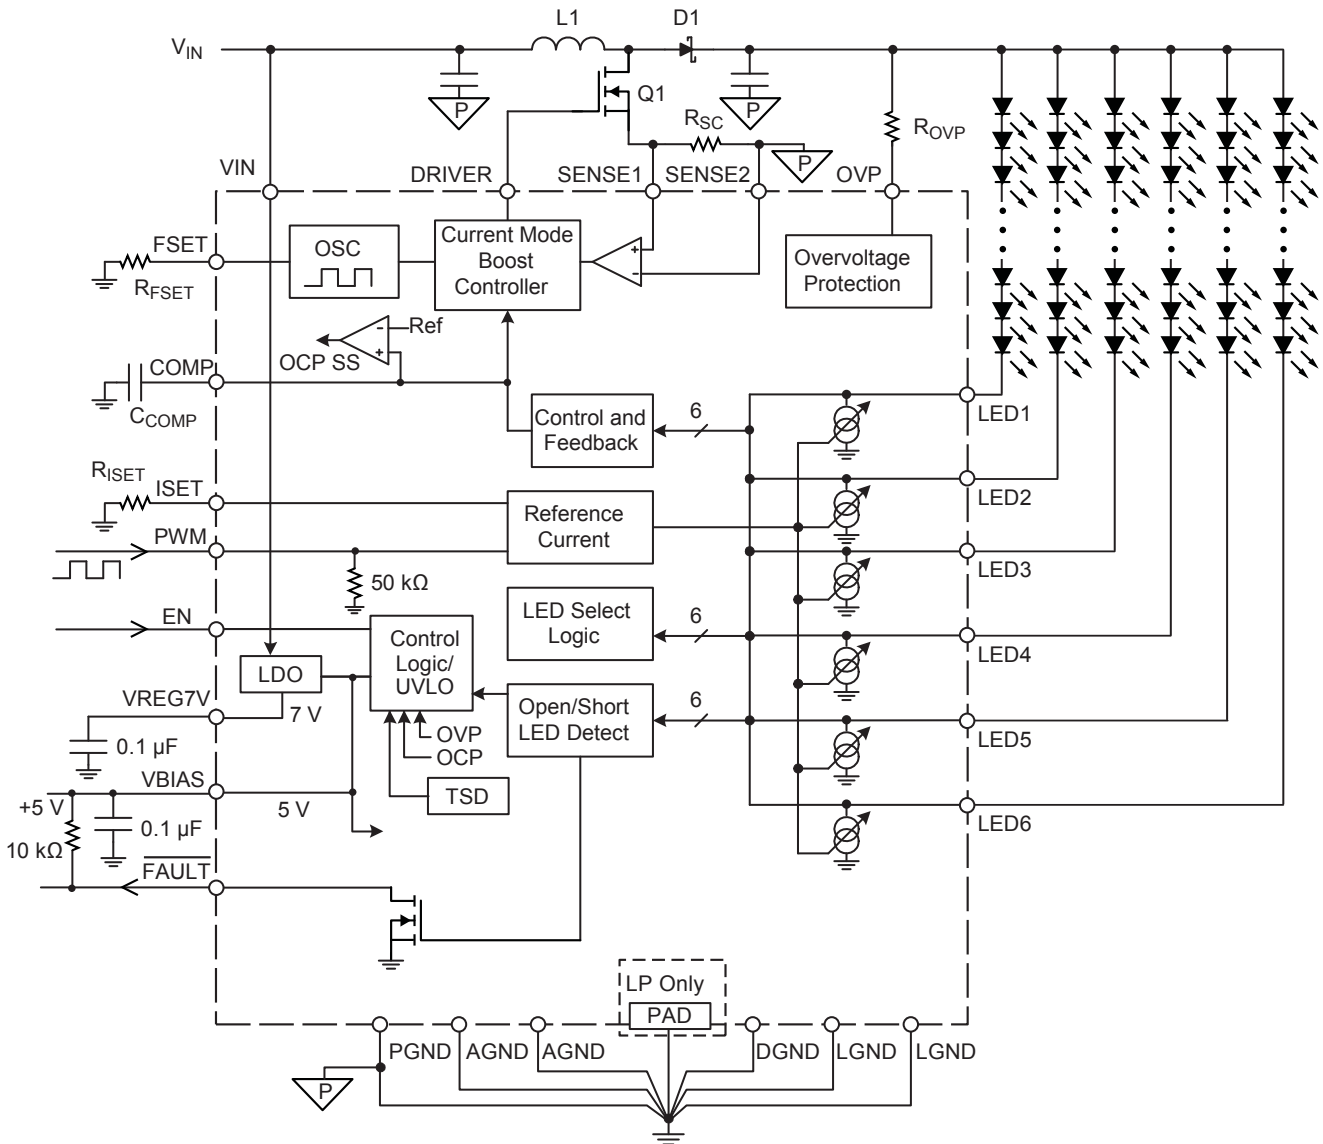 L1
D1
VIN
P
Q1
P
RSC
ROVP
P
VIN
DRIVER
SENSE1
SENSE2
OVP
FSET
RFSET
OSC
Current Mode
Boost
Controller
+
-
Overvoltage
Protection
-
Ref
+
OCP SS
COMP
CCOMP
Control and
Feedback
6
LED1
RISET
ISET
Reference
Current
LED2
PWM
50 kΩ
LED3
EN
LED Select
Logic
6
LED4
Control
Logic/
UVLO
LDO
VREG7V
7 V
Open/Short
LED Detect
6
LED5
OVP
OCP
0.1 µF
TSD
VBIAS
+5 V
5 V
0.1 µF
10 kΩ
LED6
FAULT
LP Only
PAD
PGND
AGND
AGND
DGND
LGND
LGND
P